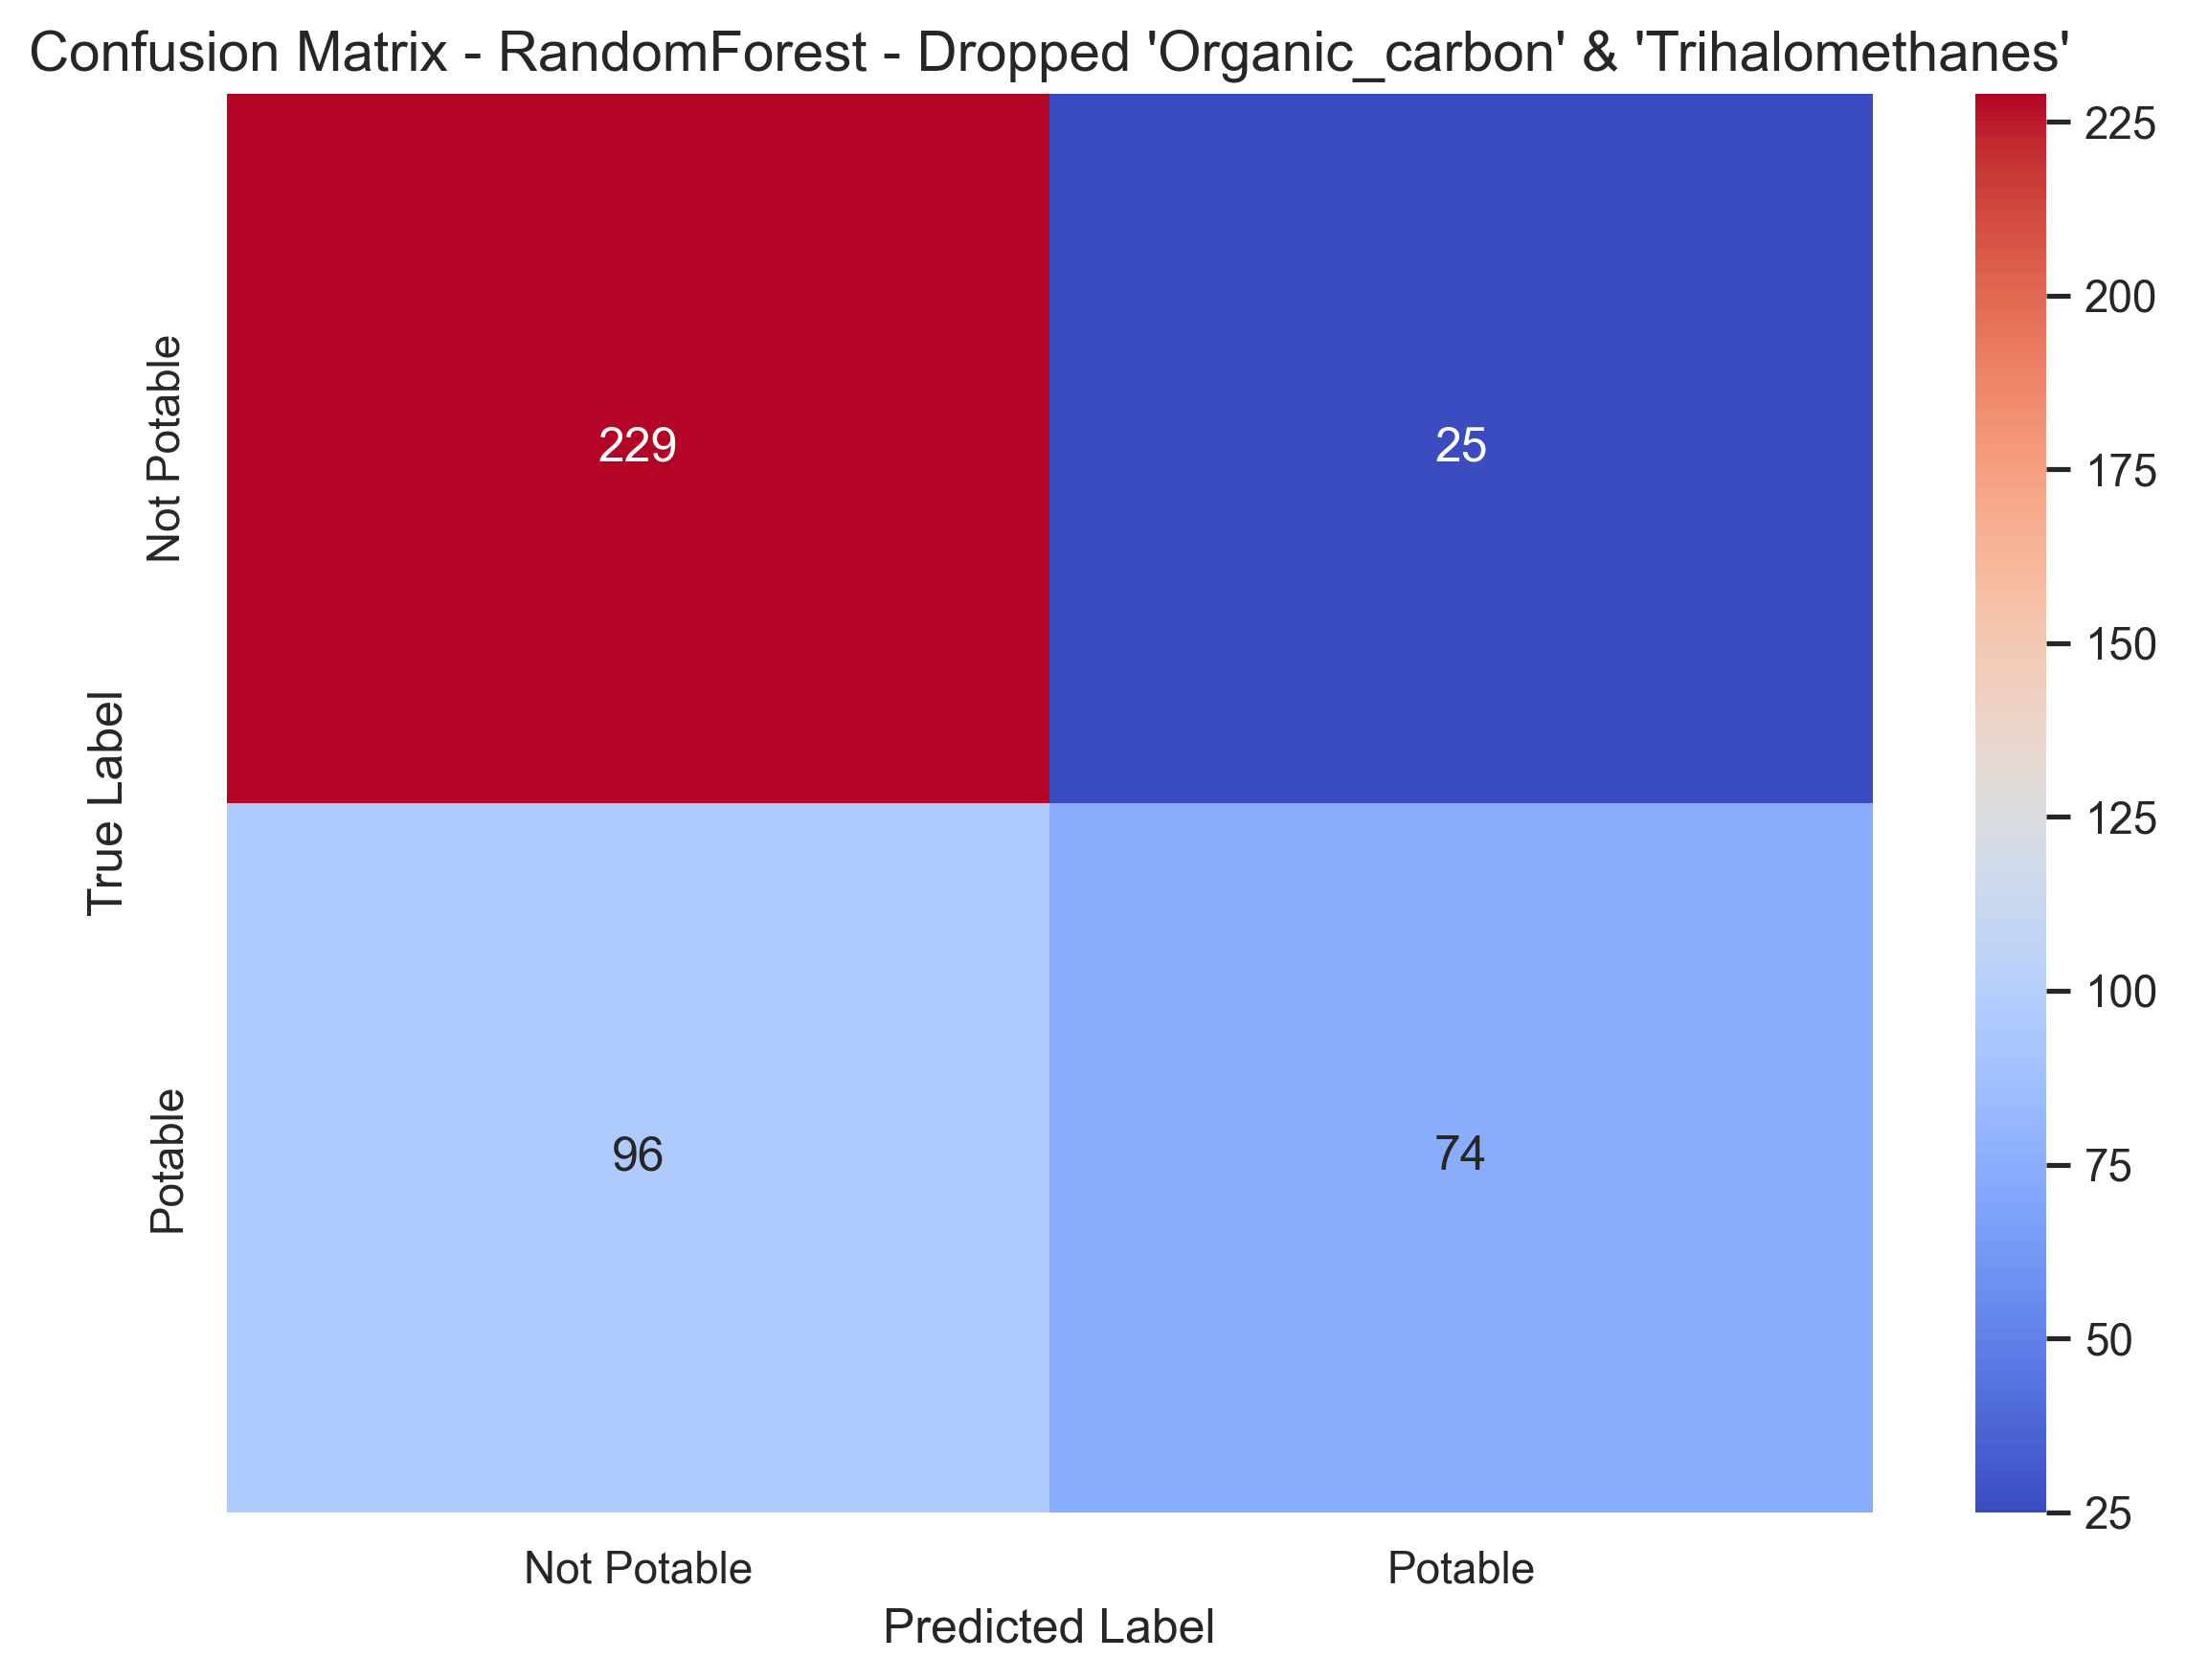 Confusion Matrix - RandomForest - Dropped 'Organic_carbon' & 'Trihalomethanes'
True Label
Not Potable
229
25
Potable
96
74
Not Potable
Potable
Predicted Label
225
200
175
150
125
100
75
50
25